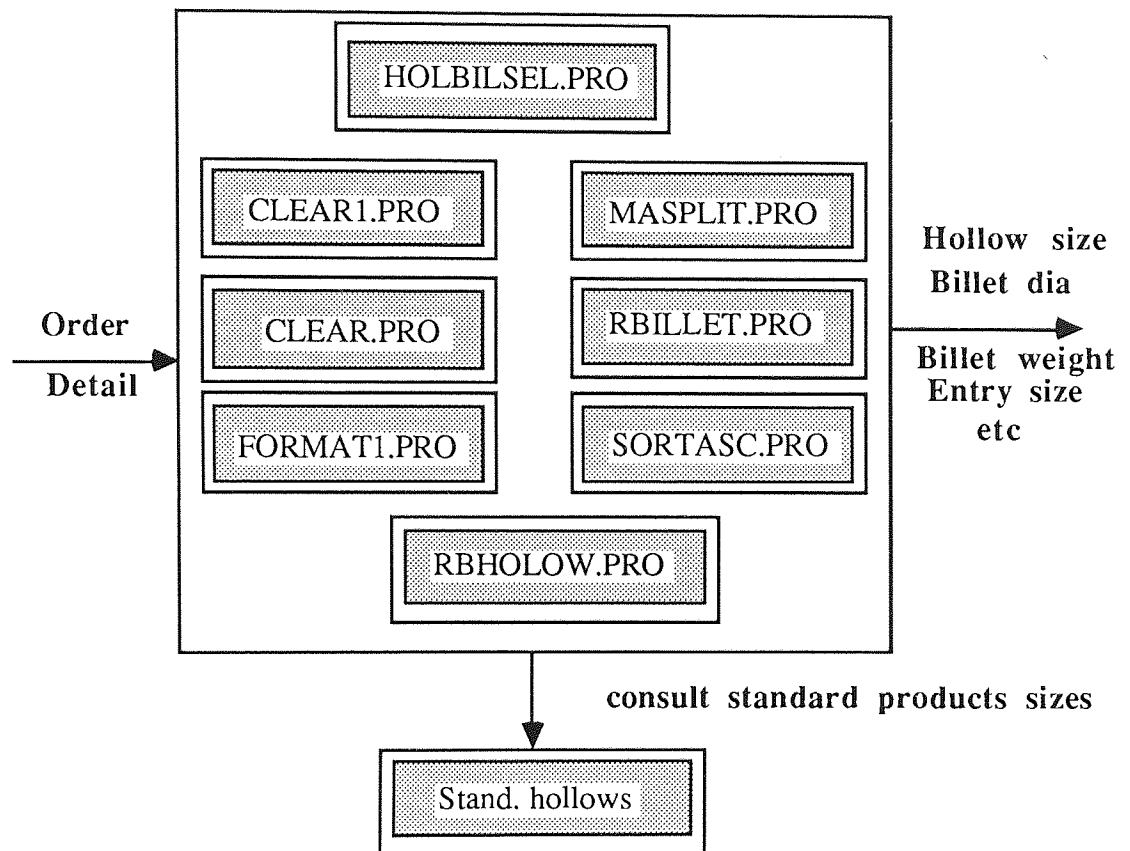 HOLBILSEL.PRO
CLEAR1.PRO
MASPLIT.PRO
CLEAR.PRO
RBILLET.PRO
FORMAT1.PRO
SORTASC.PRO
RBHOLOW.PRO
Order
Detail
Hollow size
Billet dia
Billet weight
Entry size
etc
consult standard products sizes
Stand. hollows